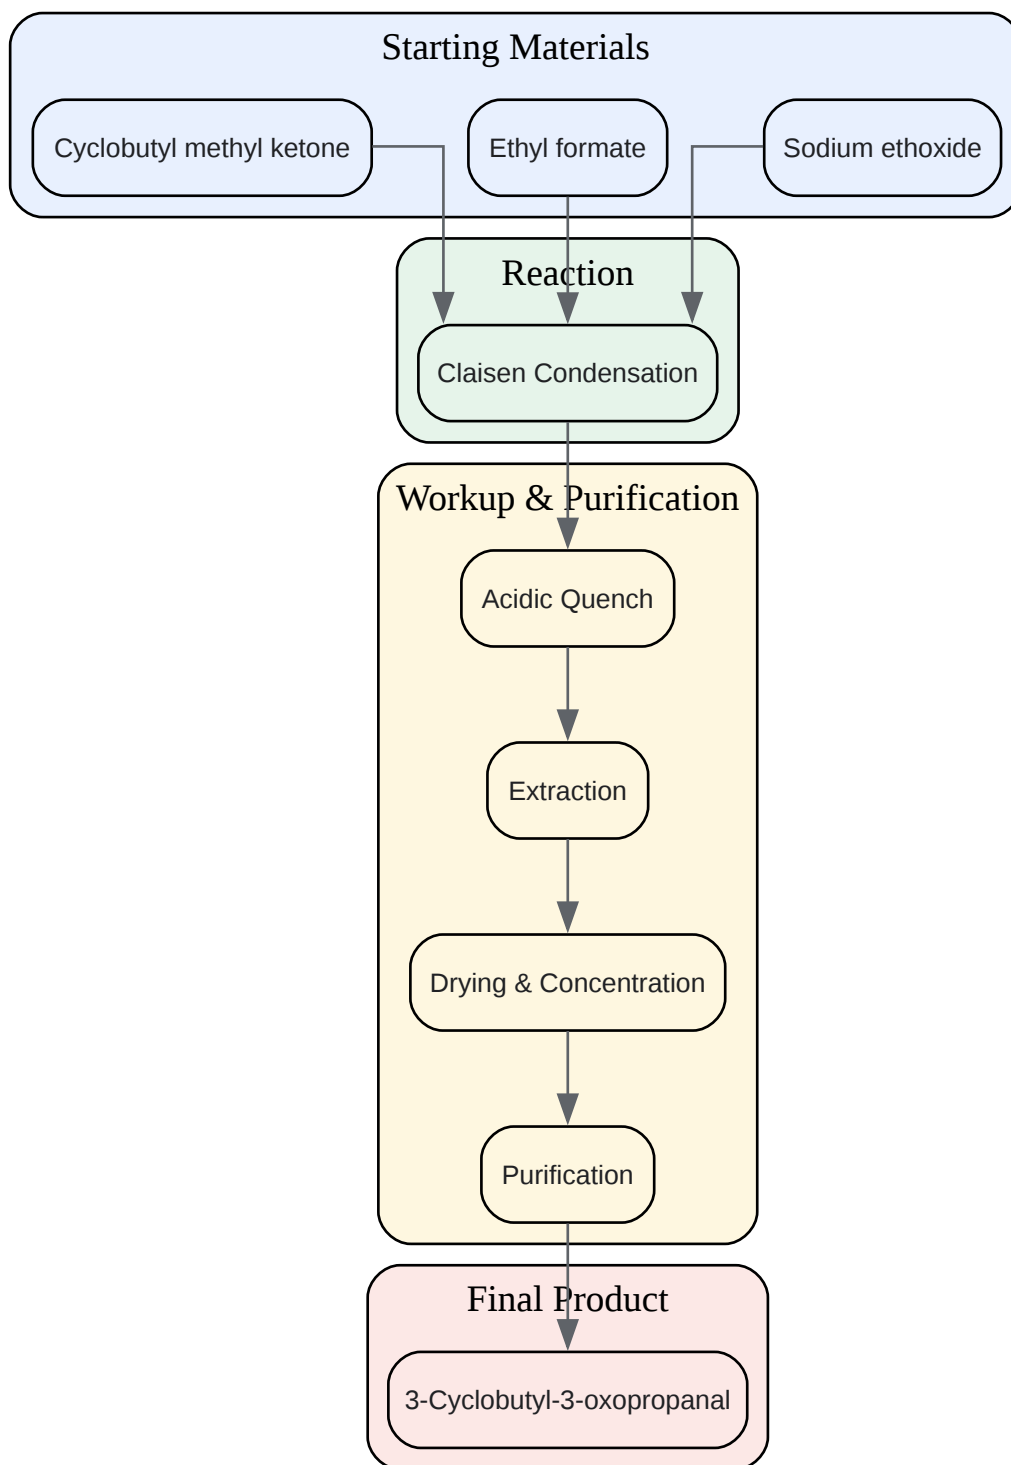 Starting Materials
Cyclobutyl methyl ketone
Ethyl formate
Sodium ethoxide
Reaction
Claisen Condensation
Workup & Purification
Acidic Quench
Extraction
Drying & Concentration
Purification
Final Product
3-Cyclobutyl-3-oxopropanal